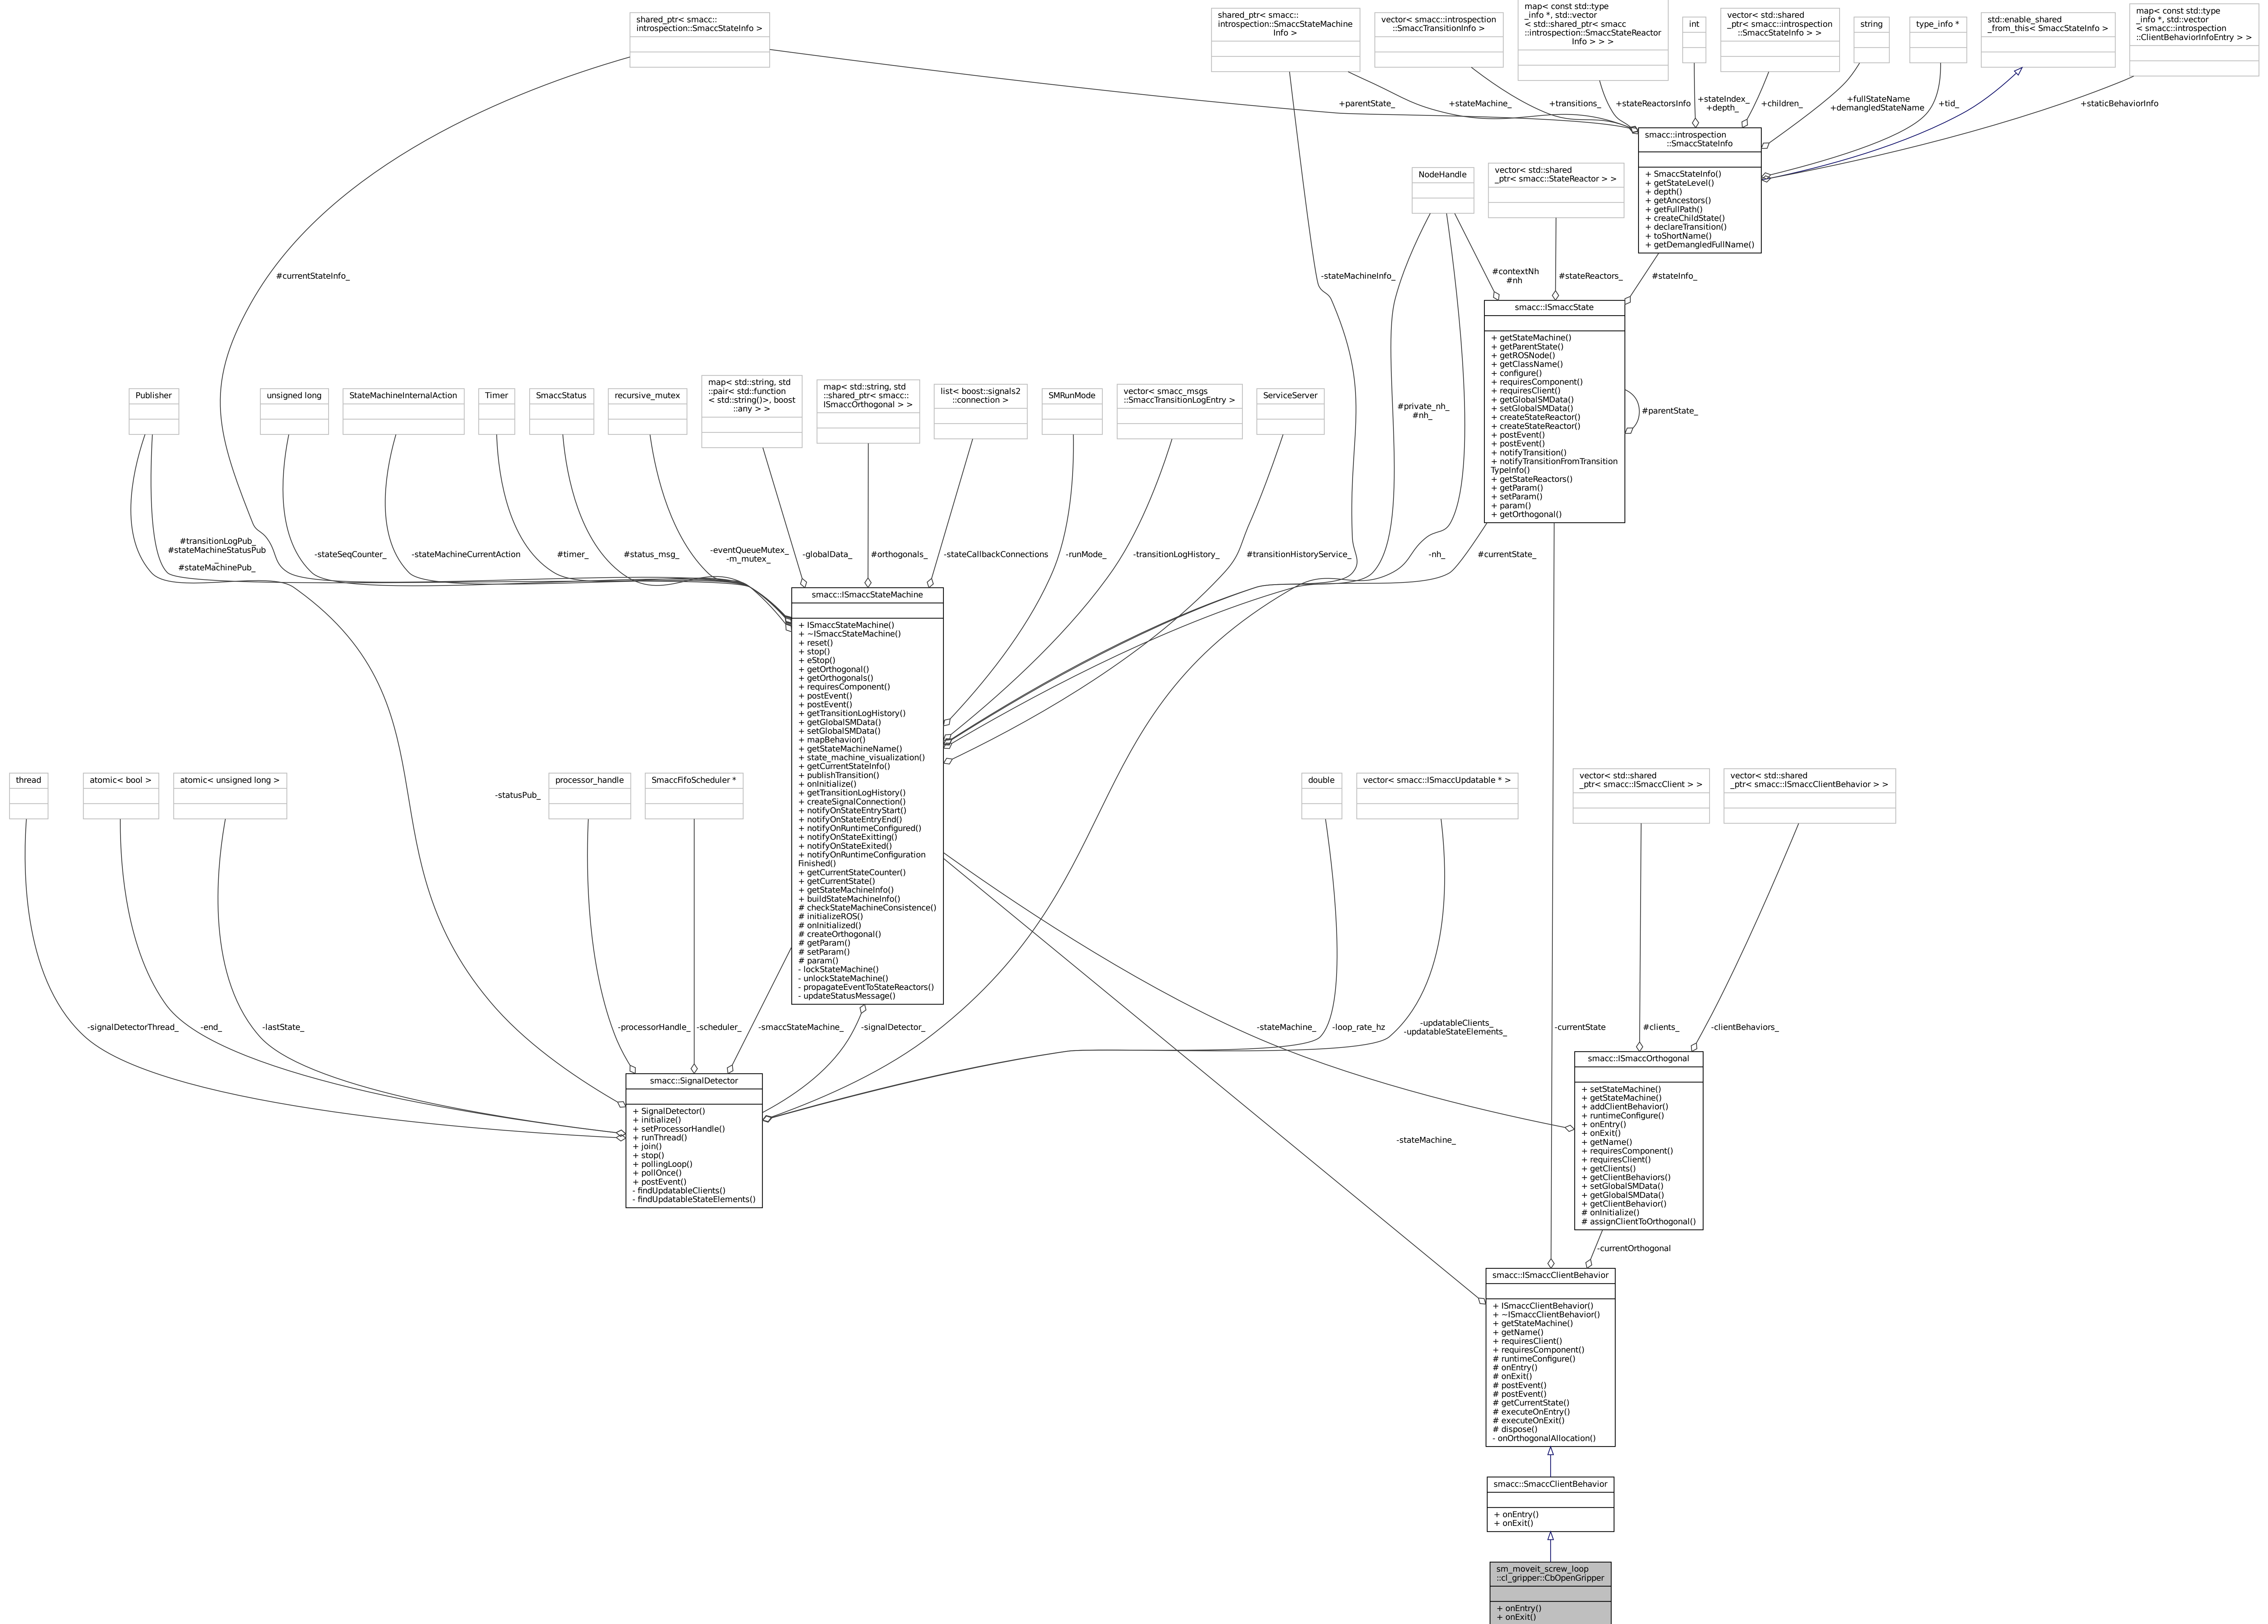 shared_ptr< smacc::
introspection::SmaccStateInfo >
shared_ptr< smacc::
introspection::SmaccStateMachine
Info >
vector< smacc::introspection
::SmaccTransitionInfo >
map< const std::type
_info *, std::vector
< std::shared_ptr< smacc
::introspection::SmaccStateReactor
Info > > >
int
vector< std::shared
_ptr< smacc::introspection
::SmaccStateInfo > >
string
type_info *
std::enable_shared
_from_this< SmaccStateInfo >
map< const std::type
_info *, std::vector
< smacc::introspection
::ClientBehaviorInfoEntry > >
+parentState_
+stateMachine_
+transitions_
+stateReactorsInfo
+stateIndex_
+depth_
+children_
+fullStateName
+demangledStateName
+tid_
+staticBehaviorInfo
smacc::introspection
::SmaccStateInfo
+ SmaccStateInfo()
+ getStateLevel()
+ depth()
+ getAncestors()
+ getFullPath()
+ createChildState()
+ declareTransition()
+ toShortName()
+ getDemangledFullName()
NodeHandle
vector< std::shared
_ptr< smacc::StateReactor > >
#currentStateInfo_
-stateMachineInfo_
#contextNh
#nh
#stateReactors_
#stateInfo_
smacc::ISmaccState
+ getStateMachine()
+ getParentState()
+ getROSNode()
+ getClassName()
+ configure()
+ requiresComponent()
+ requiresClient()
+ getGlobalSMData()
+ setGlobalSMData()
+ createStateReactor()
+ createStateReactor()
+ postEvent()
+ postEvent()
+ notifyTransition()
+ notifyTransitionFromTransition
TypeInfo()
+ getStateReactors()
+ getParam()
+ setParam()
+ param()
+ getOrthogonal()
#parentState_
#private_nh_
#nh_
Publisher
unsigned long
StateMachineInternalAction
Timer
SmaccStatus
recursive_mutex
map< std::string, std
::pair< std::function
< std::string()>, boost
::any > >
map< std::string, std
::shared_ptr< smacc::
ISmaccOrthogonal > >
list< boost::signals2
::connection >
SMRunMode
vector< smacc_msgs
::SmaccTransitionLogEntry >
ServiceServer
#transitionLogPub_
#stateMachineStatusPub
_
#stateMachinePub_
-stateSeqCounter_
-stateMachineCurrentAction
#timer_
#status_msg_
-eventQueueMutex_
-m_mutex_
-globalData_
#orthogonals_
-stateCallbackConnections
-runMode_
-transitionLogHistory_
#transitionHistoryService_
-nh_
#currentState_
smacc::ISmaccStateMachine
+ ISmaccStateMachine()
+ ~ISmaccStateMachine()
+ reset()
+ stop()
+ eStop()
+ getOrthogonal()
+ getOrthogonals()
+ requiresComponent()
+ postEvent()
+ postEvent()
+ getTransitionLogHistory()
+ getGlobalSMData()
+ setGlobalSMData()
+ mapBehavior()
+ getStateMachineName()
+ state_machine_visualization()
+ getCurrentStateInfo()
+ publishTransition()
+ onInitialize()
+ getTransitionLogHistory()
+ createSignalConnection()
+ notifyOnStateEntryStart()
+ notifyOnStateEntryEnd()
+ notifyOnRuntimeConfigured()
+ notifyOnStateExitting()
+ notifyOnStateExited()
+ notifyOnRuntimeConfiguration
Finished()
+ getCurrentStateCounter()
+ getCurrentState()
+ getStateMachineInfo()
+ buildStateMachineInfo()
# checkStateMachineConsistence()
# initializeROS()
# onInitialized()
# createOrthogonal()
# getParam()
# setParam()
# param()
- lockStateMachine()
- unlockStateMachine()
- propagateEventToStateReactors()
- updateStatusMessage()
thread
atomic< bool >
atomic< unsigned long >
-statusPub_
processor_handle
SmaccFifoScheduler *
double
vector< smacc::ISmaccUpdatable * >
vector< std::shared
_ptr< smacc::ISmaccClient > >
vector< std::shared
_ptr< smacc::ISmaccClientBehavior > >
-signalDetectorThread_
-end_
-lastState_
-processorHandle_
-scheduler_
-smaccStateMachine_
-signalDetector_
-stateMachine_
-loop_rate_hz
-updatableClients_
-updatableStateElements_
-currentState
#clients_
-clientBehaviors_
smacc::SignalDetector
+ SignalDetector()
+ initialize()
+ setProcessorHandle()
+ runThread()
+ join()
+ stop()
+ pollingLoop()
+ pollOnce()
+ postEvent()
- findUpdatableClients()
- findUpdatableStateElements()
smacc::ISmaccOrthogonal
+ setStateMachine()
+ getStateMachine()
+ addClientBehavior()
+ runtimeConfigure()
+ onEntry()
+ onExit()
+ getName()
+ requiresComponent()
+ requiresClient()
+ getClients()
+ getClientBehaviors()
+ setGlobalSMData()
+ getGlobalSMData()
+ getClientBehavior()
# onInitialize()
# assignClientToOrthogonal()
-stateMachine_
-currentOrthogonal
smacc::ISmaccClientBehavior
+ ISmaccClientBehavior()
+ ~ISmaccClientBehavior()
+ getStateMachine()
+ getName()
+ requiresClient()
+ requiresComponent()
# runtimeConfigure()
# onEntry()
# onExit()
# postEvent()
# postEvent()
# getCurrentState()
# executeOnEntry()
# executeOnExit()
# dispose()
- onOrthogonalAllocation()
smacc::SmaccClientBehavior
+ onEntry()
+ onExit()
sm_moveit_screw_loop
::cl_gripper::CbOpenGripper
+ onEntry()
+ onExit()